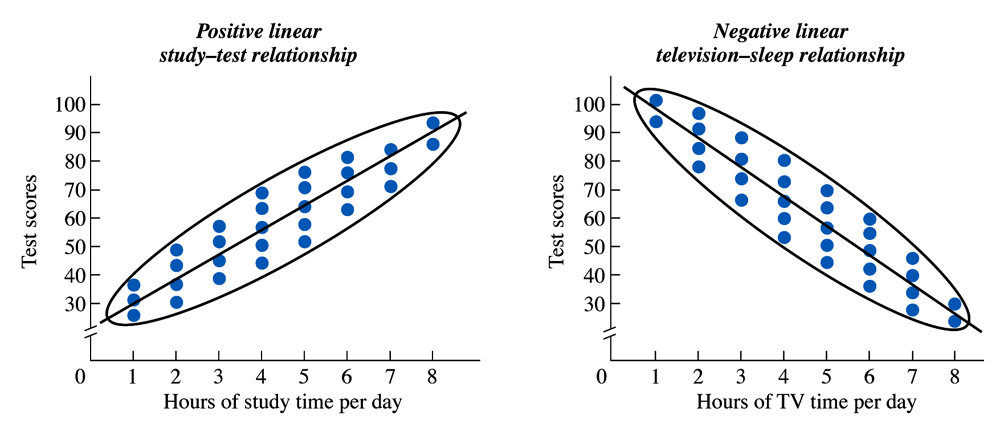 Positive linear
study–test relationship
100
90
80
70
60
50
40
30
Test scores
0 1 2 3 4 5 6 7 8
Hours of study time per day
Negative linear
television–sleep relationship
100
90
80
70
60
50
40
30
Test scores
0 1 2 3 4 5 6 7 8
Hours of TV time per day